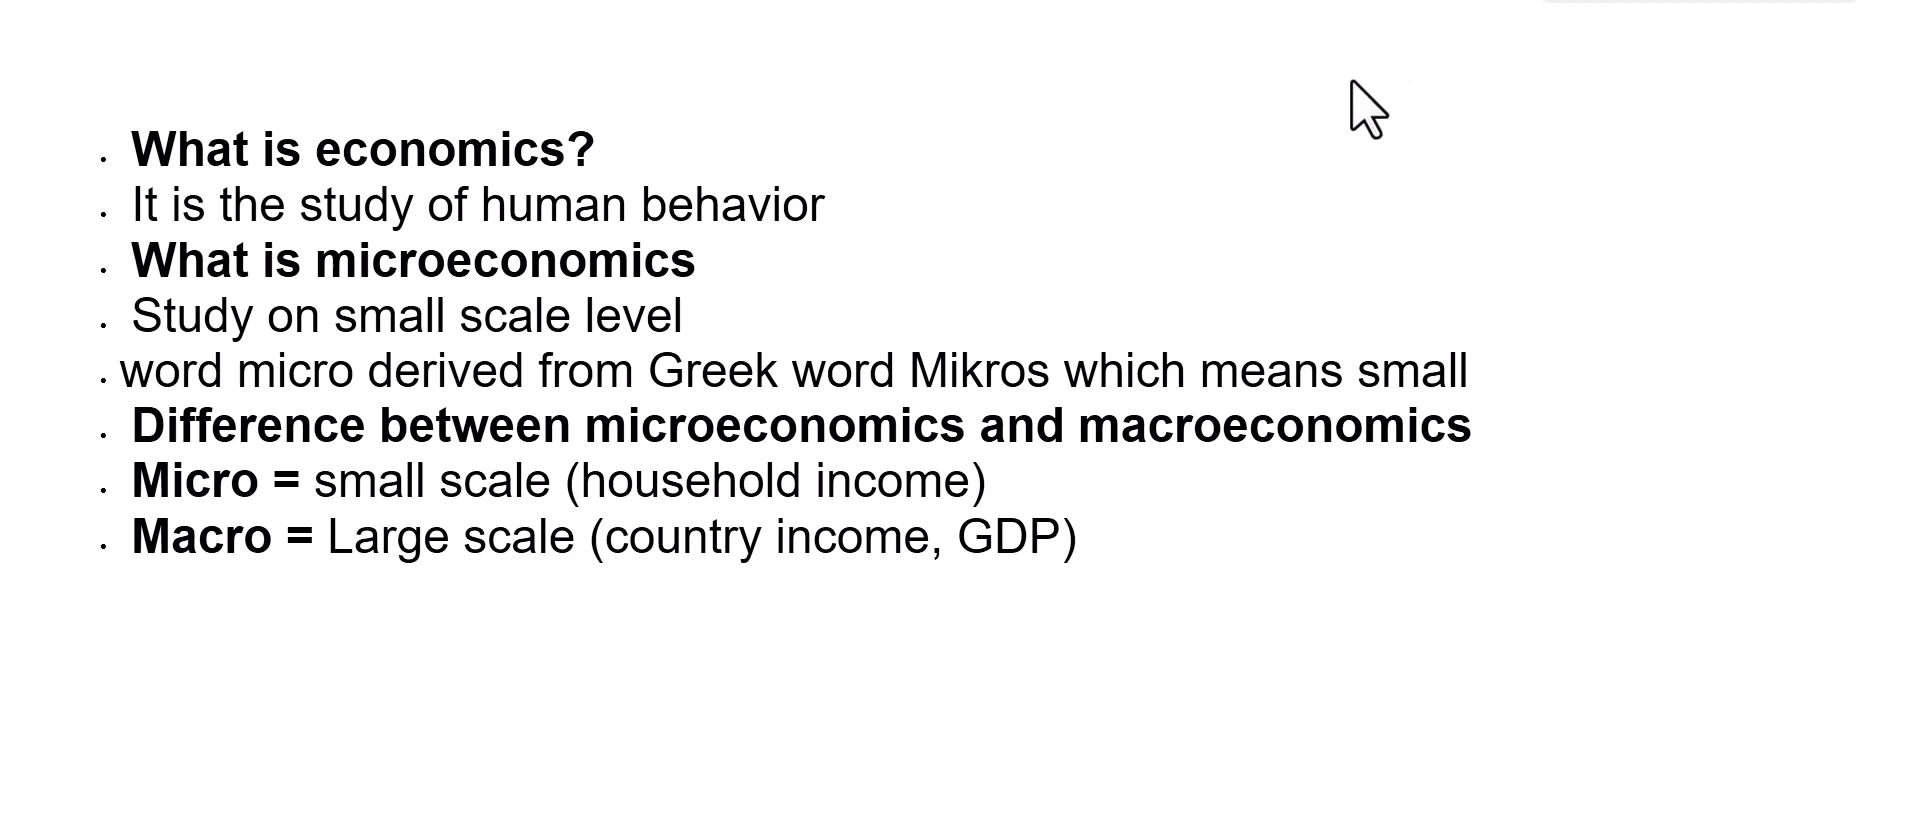 . What is economics?
. It is the study of human behavior
. What is microeconomics
. Study on small scale level
. word micro derived from Greek word Mikros which means small
. Difference between microeconomics and macroeconomics
. Micro = small scale (household income)
. Macro = Large scale (country income, GDP)